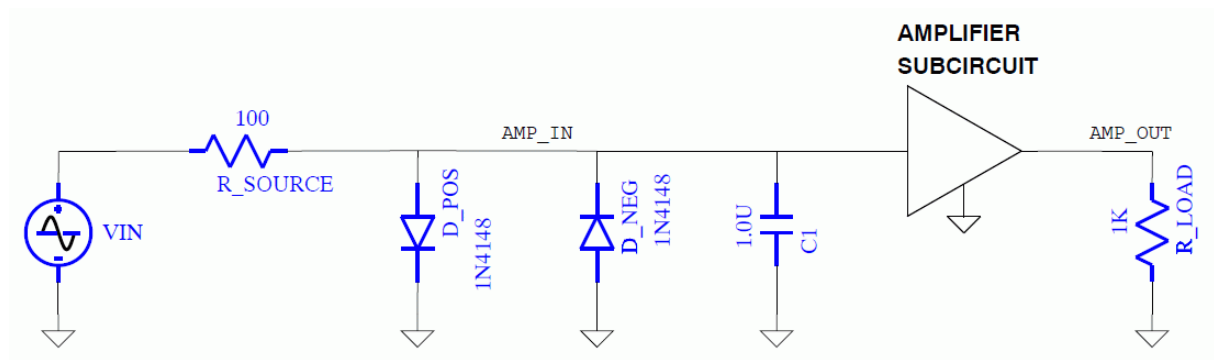 AMPLIFIER
SUBCIRCUIT
100
R_SOURCE
AMP_IN
AMP_OUT
VIN
D_POS
1N4148
D_NEG
1N4148
1.0U
C1
1K
R_LOAD